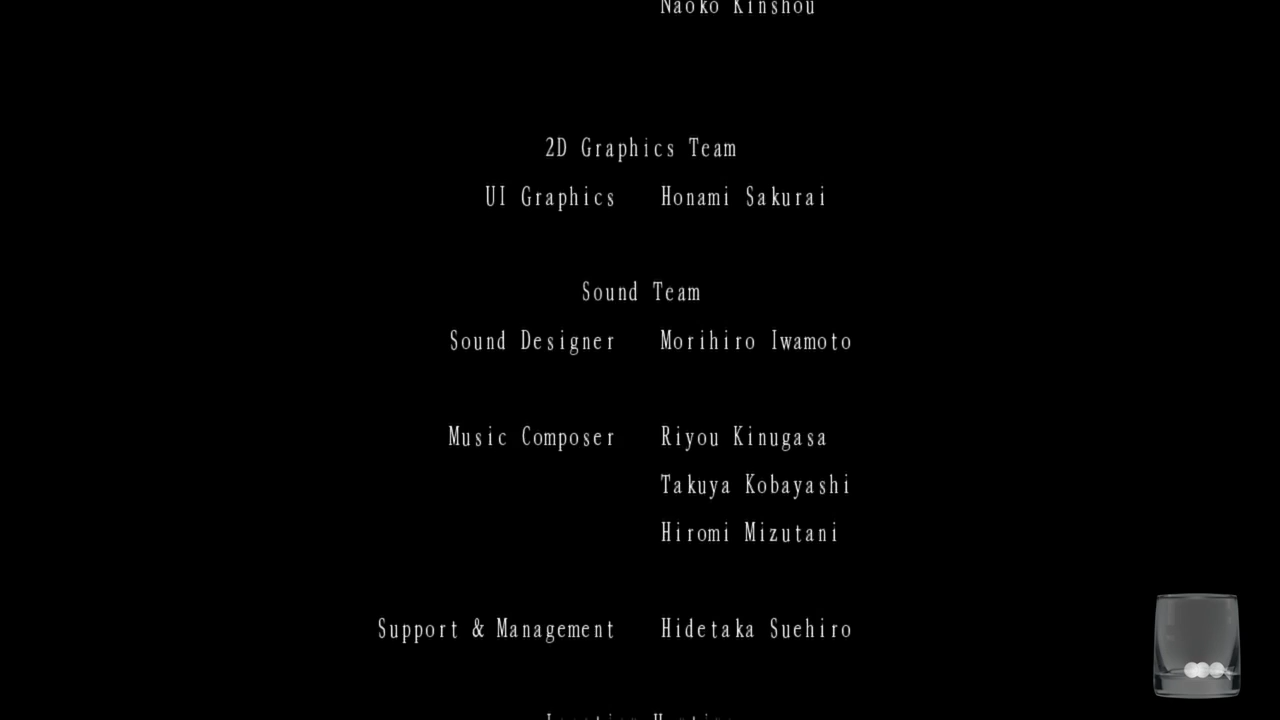 Naoko Kinshou
2D Graphics Team
UI Graphics Honami Sakurai
Sound Team
Sound Designer Morihiro Iwamoto
Music Composer Riyou Kinugasa
Takuya Kobayashi
Hiromi Mizutani
Support & Management Hidetaka Suehiro